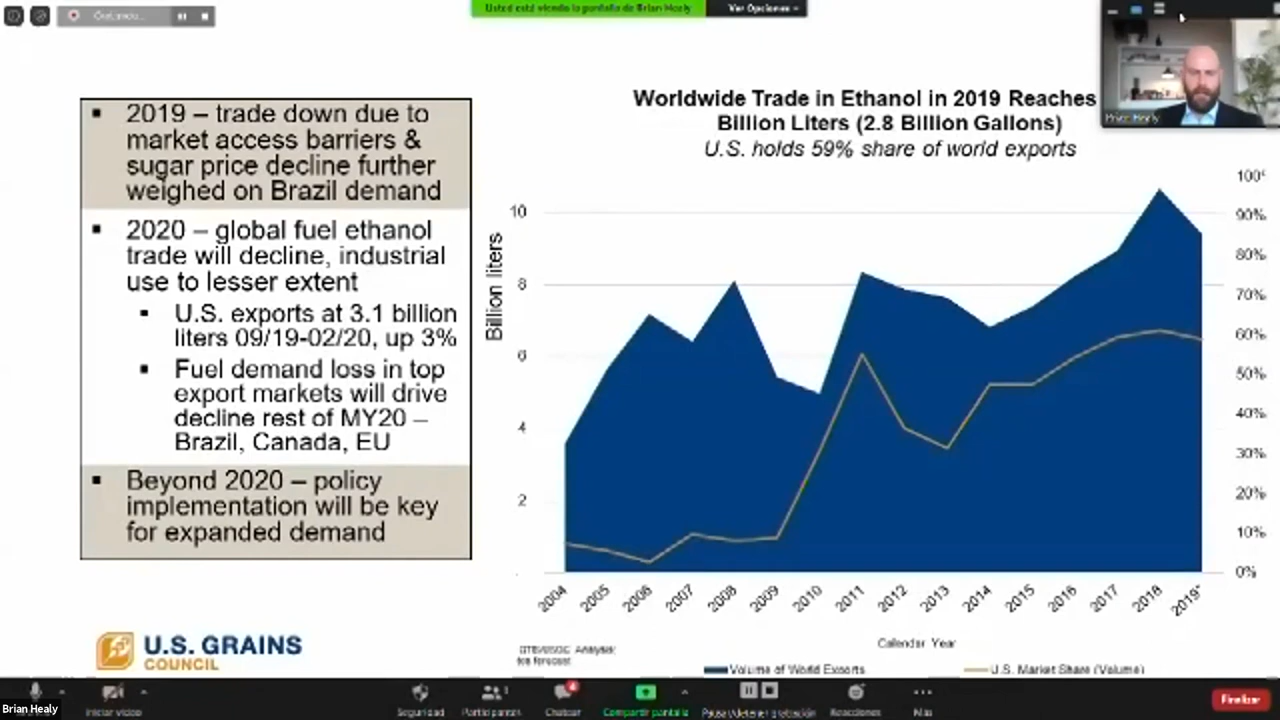 Usted está viendo la pantalla de Brian Healy
Ver Opciones
2019 – trade down due to
market access barriers &
sugar price decline further
weighed on Brazil demand
2020 – global fuel ethanol
trade will decline, industrial
use to lesser extent
U.S. exports at 3.1 billion
liters 09/19-02/20, up 3%
Fuel demand loss in top
export markets will drive
decline rest of MY20 –
Brazil, Canada, EU
Beyond 2020 – policy
implementation will be key
for expanded demand
U.S. GRAINS
COUNCIL
Worldwide Trade in Ethanol in 2019 Reaches
Billion Liters (2.8 Billion Gallons)
U.S. holds 59% share of world exports
Billion liters
10
8
6
4
2
90%
80%
70%
60%
50%
40%
30%
20%
10%
0%
2004 2005 2006 2007 2008 2009 2010 2011 2012 2013 2014 2015 2016 2017 2018 2019*
Calendar Year
Analysis:
forecast
Volume of World Exports
U.S. Market Share (Volume)
Brian Healy
Iniciar video
Seguridad
Participantes
Chatear
4
Compartir pantalla
Pausa/detener grabación
Reacciones
Más
Finalizar